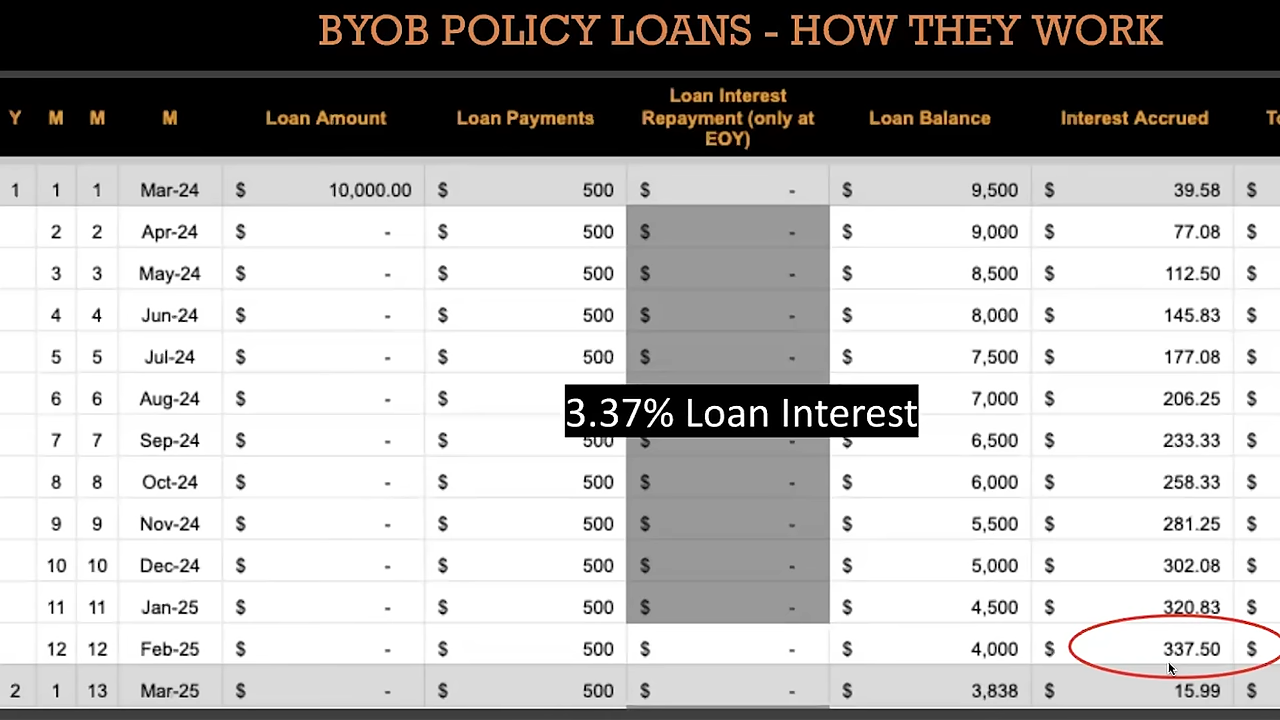 BYOB POLICY LOANS - HOW THEY WORK
Y M M M Loan Amount Loan Payments Loan Interest Repayment (only at EOY) Loan Balance Interest Accrued
1 1 1 Mar-24 $ 10,000.00 $ 500 $ - $ 9,500 $ 39.58 $
2 2 Apr-24 $ - $ 500 $ - $ 9,000 $ 77.08 $
3 3 May-24 $ - $ 500 $ - $ 8,500 $ 112.50 $
4 4 Jun-24 $ - $ 500 $ - $ 8,000 $ 145.83 $
5 5 Jul-24 $ - $ 500 $ - $ 7,500 $ 177.08 $
6 6 Aug-24 $ - $ 7,000 $ 206.25 $
3.37% Loan Interest
7 7 Sep-24 $ - $ 500 $ - $ 6,500 $ 233.33 $
8 8 Oct-24 $ - $ 500 $ - $ 6,000 $ 258.33 $
9 9 Nov-24 $ - $ 500 $ - $ 5,500 $ 281.25 $
10 10 Dec-24 $ - $ 500 $ - $ 5,000 $ 302.08 $
11 11 Jan-25 $ - $ 500 $ - $ 4,500 $ 320.83 $
12 12 Feb-25 $ - $ 500 $ - $ 4,000 $ 337.50 $
2 1 13 Mar-25 $ - $ 500 $ - $ 3,838 $ 15.99 $